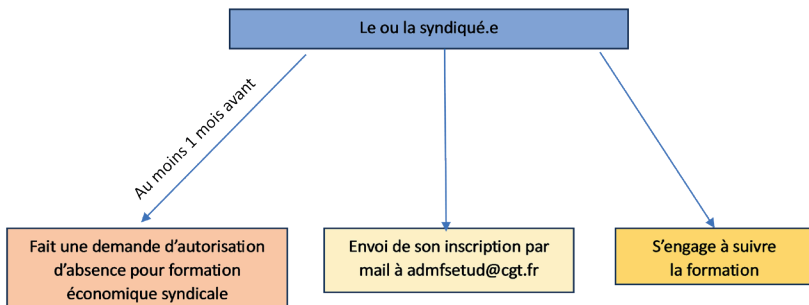 Le ou la syndiqué.e
Au moins 1 mois avant
Fait une demande d'autorisation
d'absence pour formation
économique syndicale
Envoi de son inscription par
mail à admfsetud@cgt.fr
S'engage à suivre
la formation